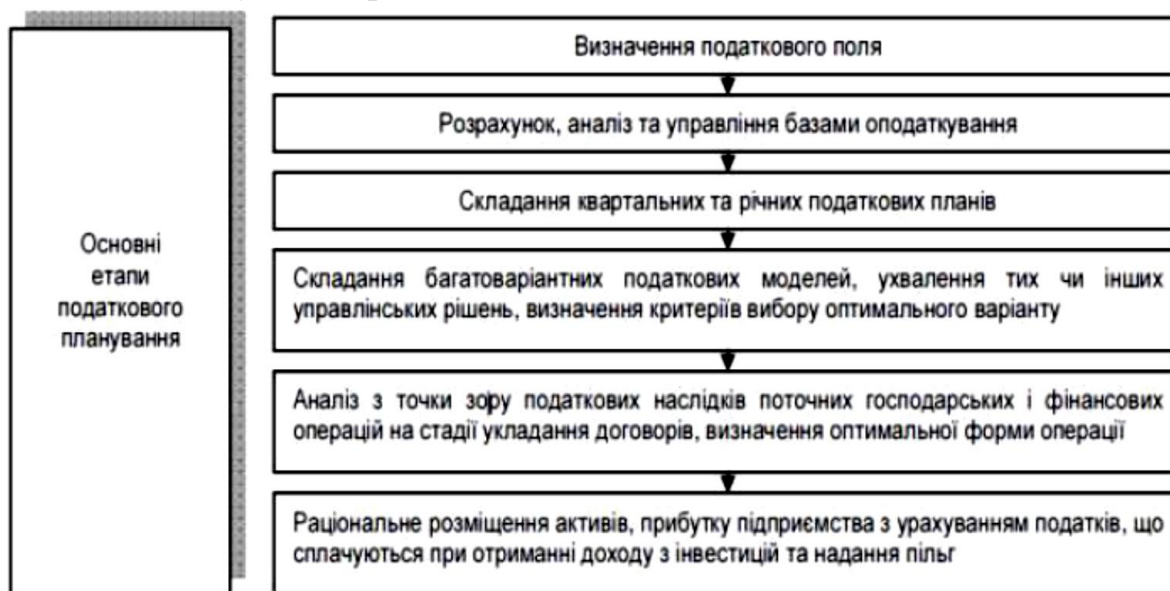 Основні
етапи
податкового
планування
Визначення податкового поля
Розрахунок, аналіз та управління базами оподаткування
Складання квартальних та річних податкових планів
Складання багатоваріантних податкових моделей, ухвалення тих чи інших
управлінських рішень, визначення критеріїв вибору оптимального варіанту
Аналіз з точки зору податкових наслідків поточних господарських і фінансових
операцій на стадії укладання договорів, визначення оптимальної форми операції
Раціональне розміщення активів, прибутку підприємства з урахуванням податків, що
сплачуються при отриманні доходу з інвестицій та надання пільг